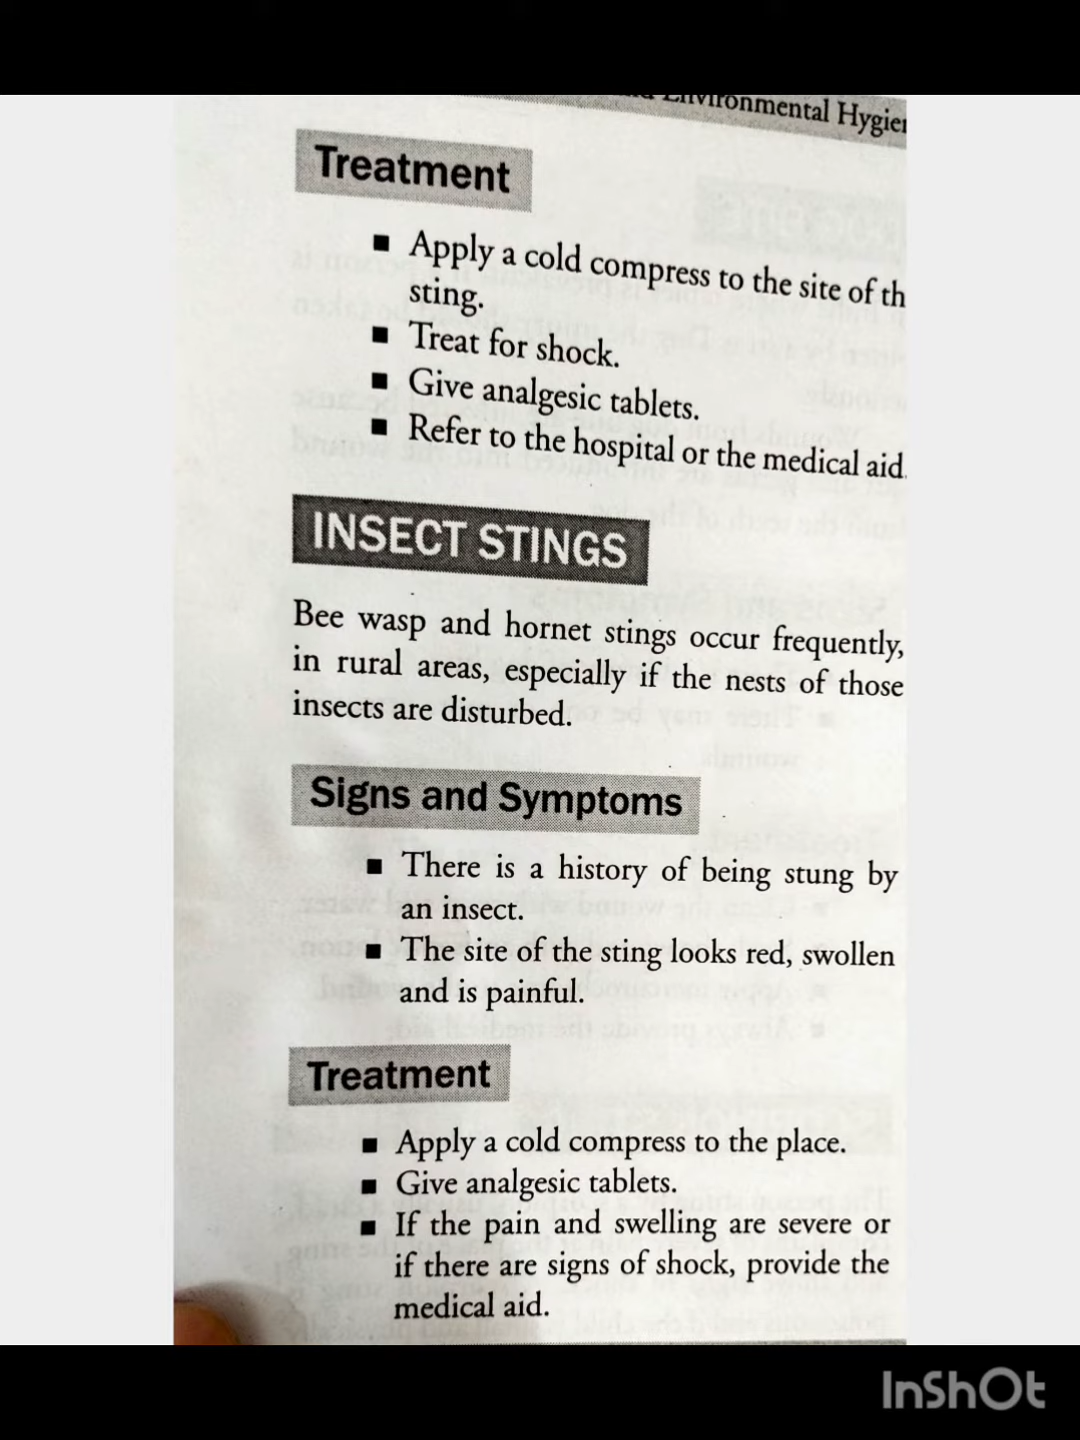 Environmental Hygie
Treatment
■ Apply a cold compress to the site of th
sting.
■ Treat for shock.
■ Give analgesic tablets.
■ Refer to the hospital or the medical aid.
INSECT STINGS
Bee wasp and hornet stings occur frequently,
in rural areas, especially if the nests of those
insects are disturbed.
Signs and Symptoms
■ There is a history of being stung by
an insect.
■ The site of the sting looks red, swollen
and is painful.
Treatment
■ Apply a cold compress to the place.
■ Give analgesic tablets.
■ If the pain and swelling are severe or
if there are signs of shock, provide the
medical aid.
InShOt